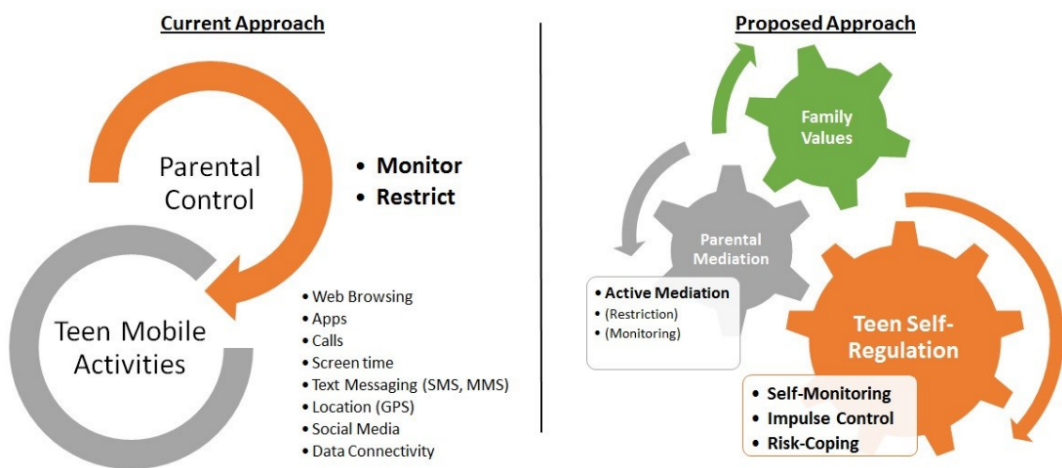 Current Approach
Parental
Control
• Monitor
• Restrict
Teen Mobile
Activities
• Web Browsing
• Apps
• Calls
• Screen time
• Text Messaging (SMS, MMS)
• Location (GPS)
• Social Media
• Data Connectivity
Proposed Approach
Family
Values
Parental
Mediation
• Active Mediation
• (Restriction)
• (Monitoring)
Teen Self-
Regulation
• Self-Monitoring
• Impulse Control
• Risk-Coping